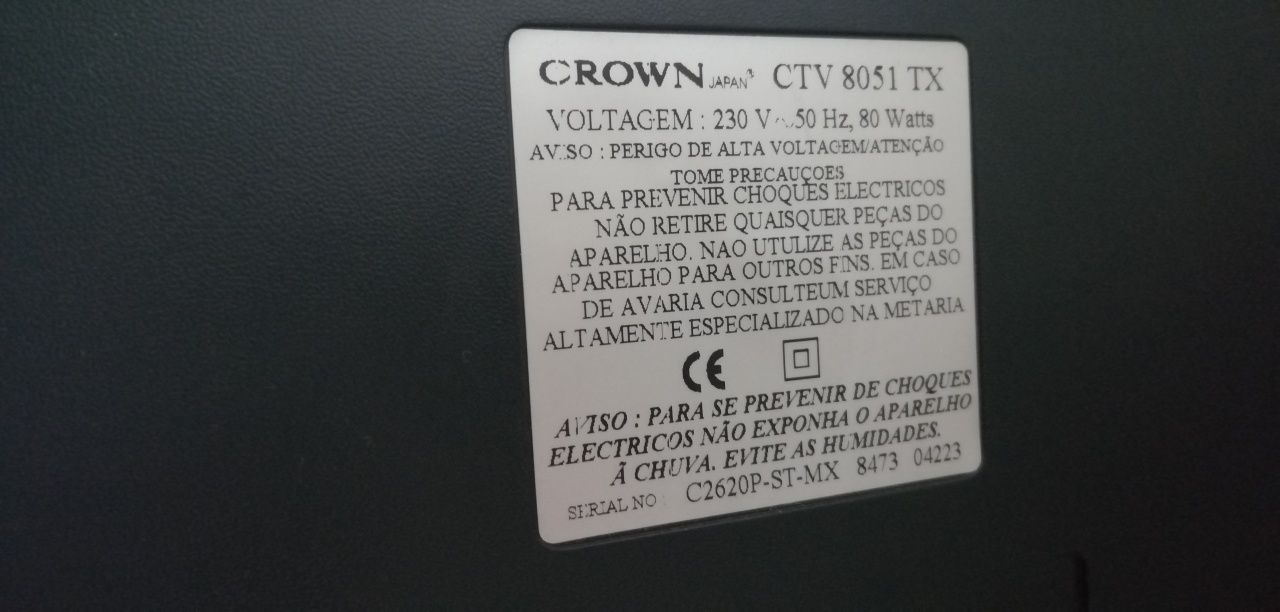 CROWN JAPAN CTV 8051 TX
VOLTAGEM : 230 V ~ 50 Hz, 80 Watts
AVISO : PERIGO DE ALTA VOLTAGEM/ATENÇÃO
TOME PRECAUÇOES
PARA PREVENIR CHOQUES ELECTRICOS
NÃO RETIRE QUAISQUER PEÇAS DO
APARELHO. NAO UTULIZE AS PEÇAS DO
APARELHO PARA OUTROS FINS. EM CASO
DE AVARIA CONSULTEUM SERVIÇO
ALTAMENTE ESPECIALIZADO NA METARIA
CE
AVISO : PARA SE PREVENIR DE CHOQUES
ELECTRICOS NÃO EXPONHA O APARELHO
Ã CHUVA. EVITE AS HUMIDADES.
SERIAL NO : C2620P-ST-MX 8473 04223